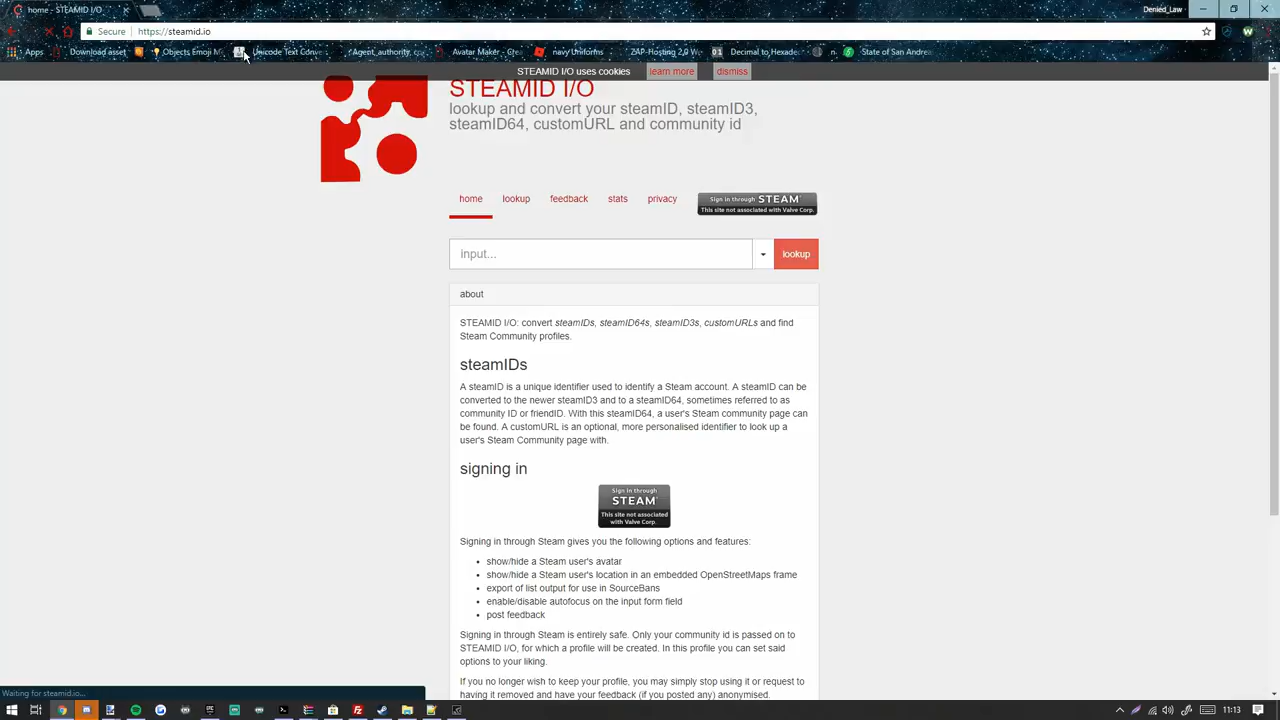 home - STEAMID I/O
Denied_Law
Secure https://steamid.io
Apps
Download asset
Objects Emoji
Unicode Text Conve
Agent_authority_c
Avatar Maker - Cre
navy Uniforms
ZAP-Hosting 2.0 W
01
Decimal to Hexade
State of San Andre
STEAMID I/O uses cookies
learn more
dismiss
STEAMID I/O
lookup and convert your steamID, steamID3,
steamID64, customURL and community id
home
lookup
feedback
stats
privacy
Sign in through STEAM
This site not associated with Valve Corp.
input...
lookup
about
STEAMID I/O: convert steamIDs, steamID64s, steamID3s, customURLs and find
Steam Community profiles.
steamIDs
A steamID is a unique identifier used to identify a Steam account. A steamID can be
converted to the newer steamID3 and to a steamID64, sometimes referred to as
community ID or friendID. With this steamID64, a user's Steam community page can
be found. A customURL is an optional, more personalised identifier to look up a
user's Steam Community page with.
signing in
Sign in through
STEAM
This site not associated
with Valve Corp.
Signing in through Steam gives you the following options and features:
show/hide a Steam user's avatar
show/hide a Steam user's location in an embedded OpenStreetMaps frame
export of list output for use in SourceBans
enable/disable autofocus on the input form field
post feedback
Signing in through Steam is entirely safe. Only your community id is passed on to
STEAMID I/O, for which a profile will be created. In this profile you can set said
options to your liking.
If you no longer wish to keep your profile, you may simply stop using it or request to
having it removed and have your feedback (if you posted any) anonymised.
Waiting for steamid.io...
11:13